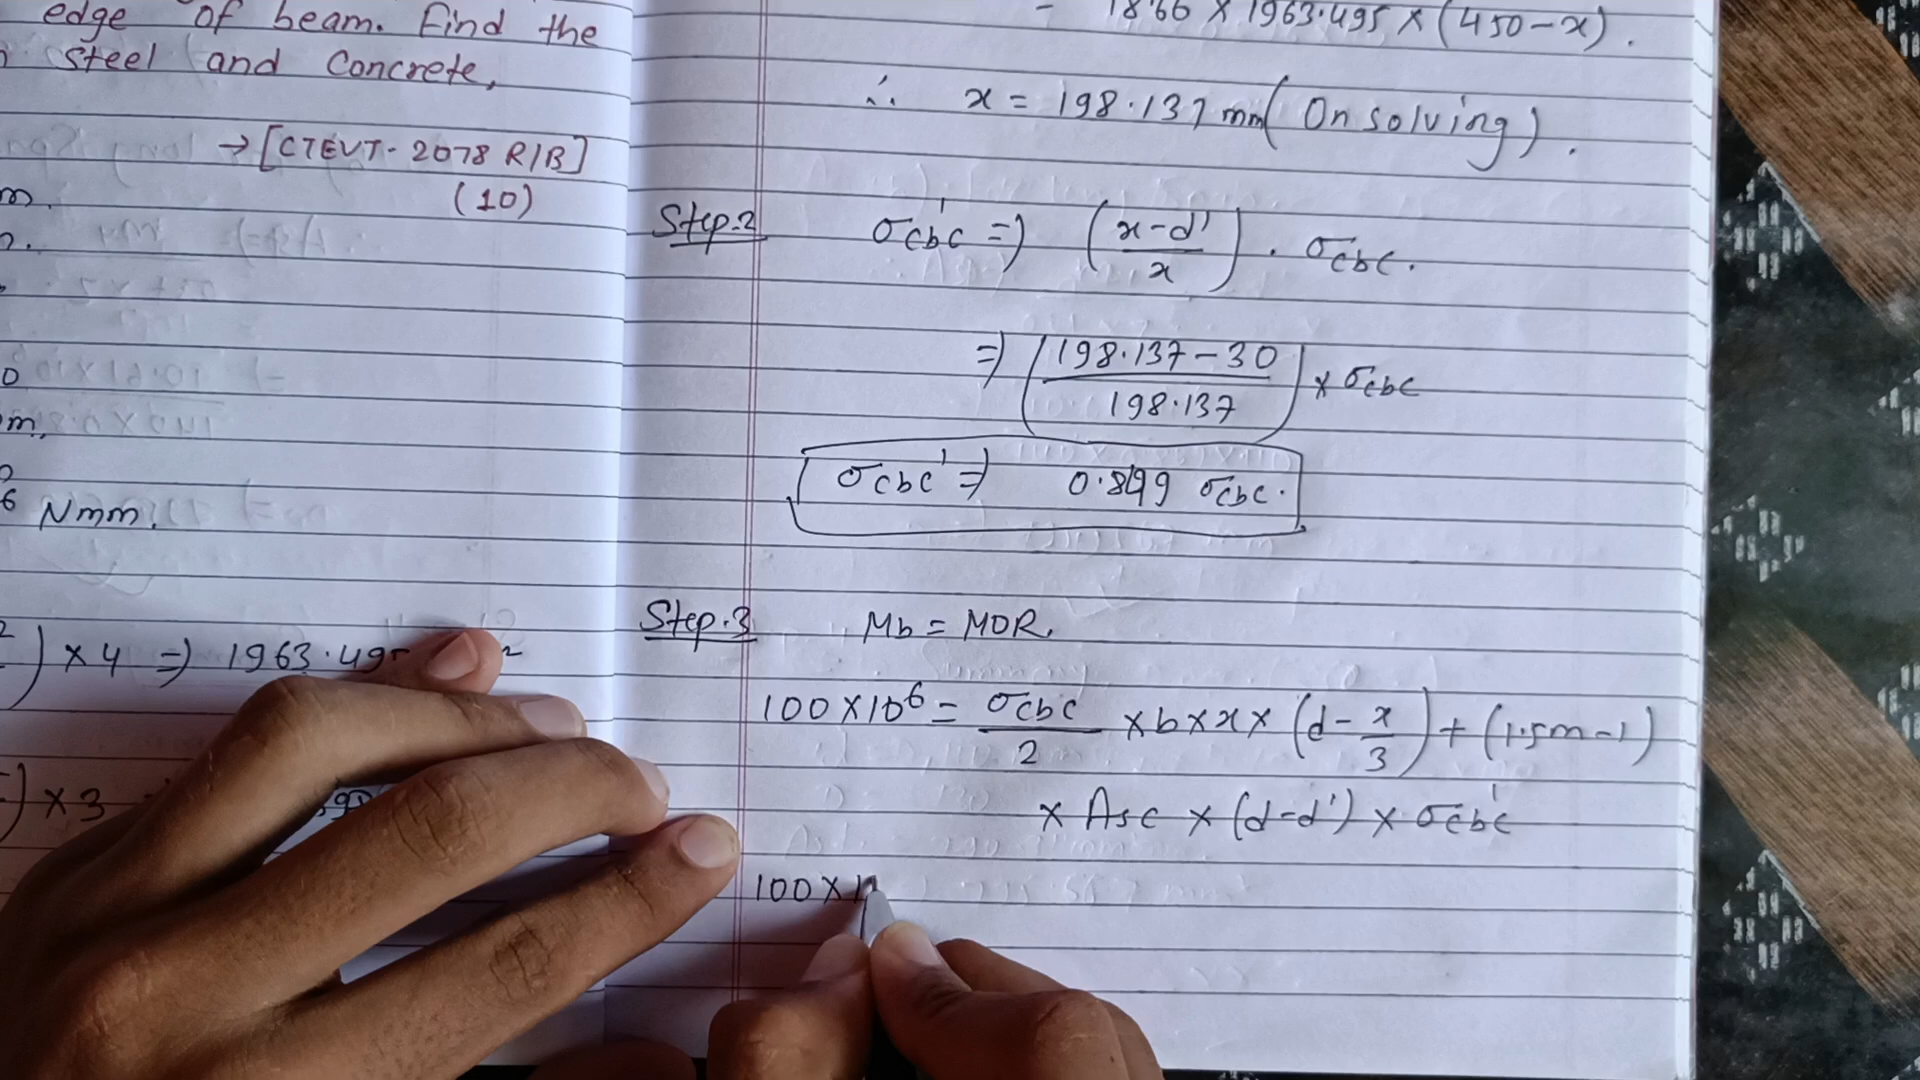 edge of beam. Find the
steel and Concrete,
→ [CTEVT- 2078 R/B]
(10)
m.
m,
6 Nmm.
) × 4 ⇒ 1963.495
) × 3
= 18.66 × 1963.495 × (450 - x).
∴ x = 198.137 mm (On solving).
Step.2 σcbc' ⇒ (x-d'/x) . σcbc.
⇒ (198.137 - 30/198.137) × σcbc
σcbc' ⇒ 0.849 σcbc.
Step.3 Mb = MOR.
100 × 10⁶ = σcbc/2 × b × x × (d - x/3) + (1.5m - 1)
× Asc × (d-d') × σcbc'
100 × 1